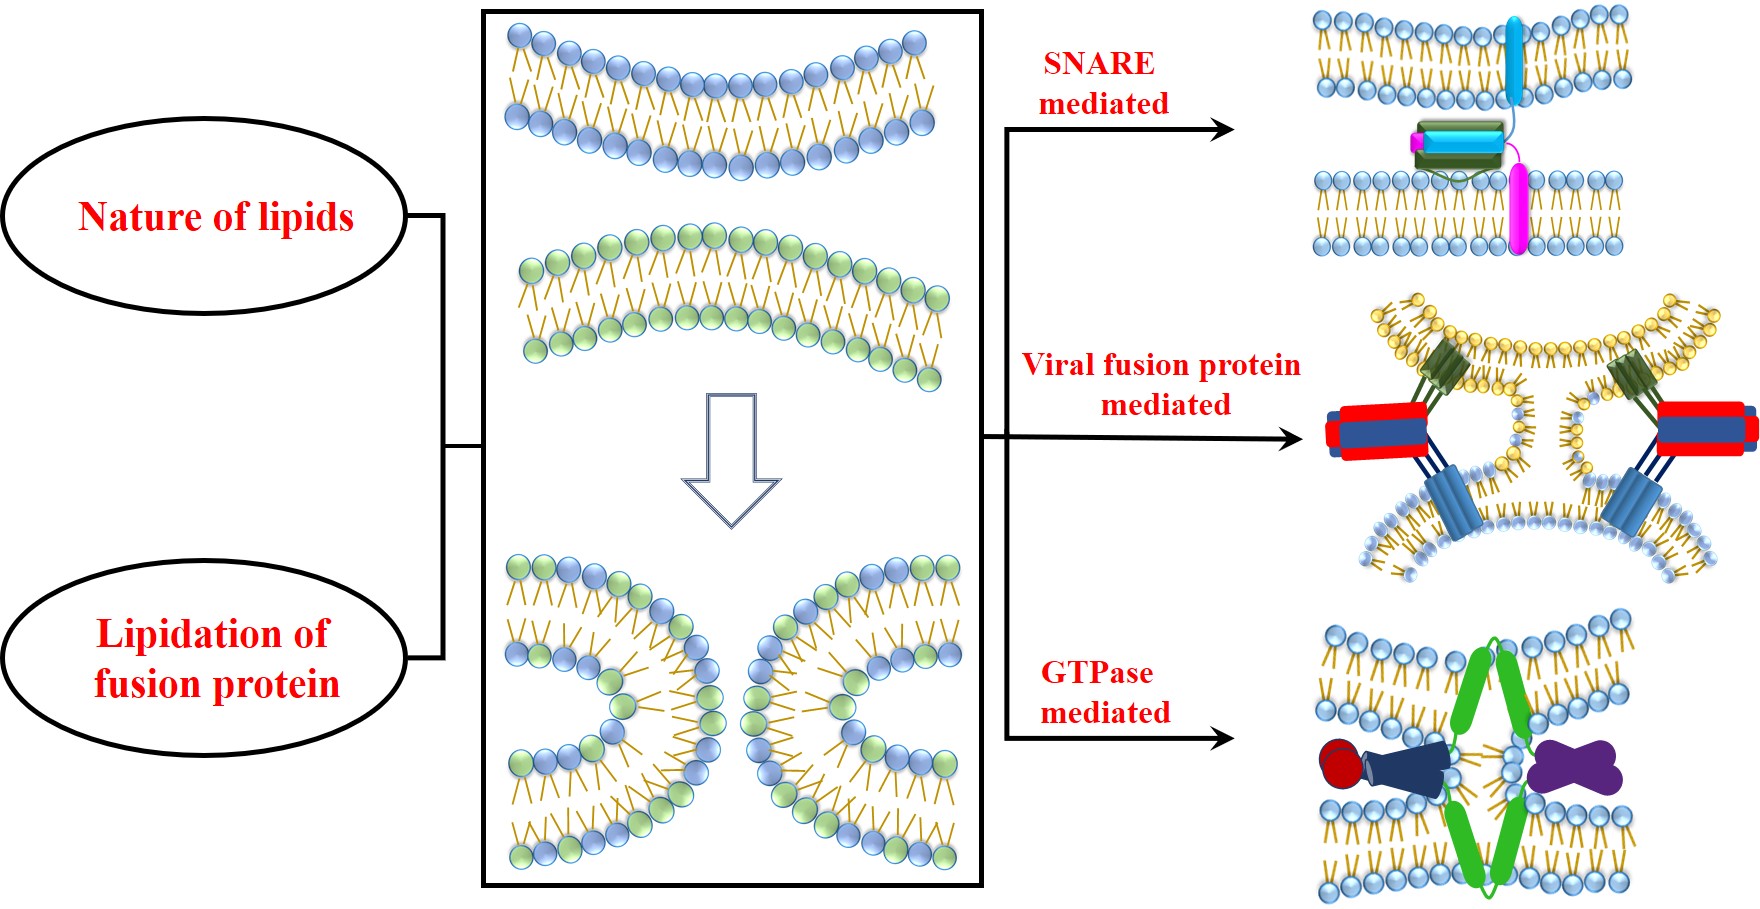 Nature of lipids
Lipidation of
fusion protein
SNARE
mediated
Viral fusion protein
mediated
GTPase
mediated